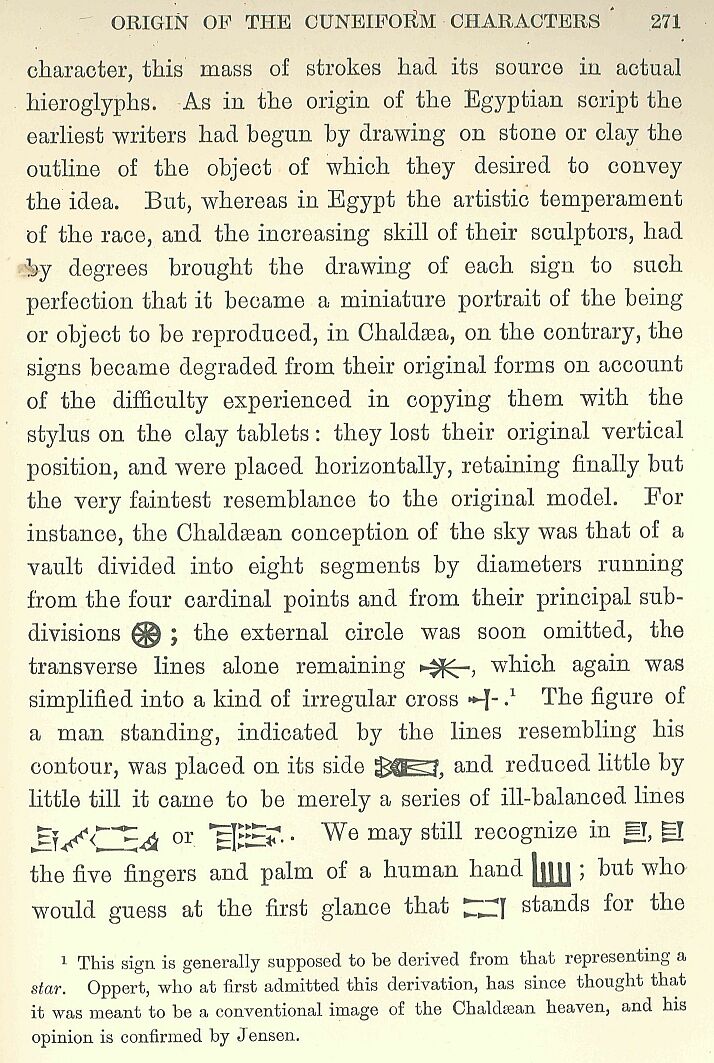 ORIGIN OF THE CUNEIFORM CHARACTERS 271
character, this mass of strokes had its source in actual
hieroglyphs. As in the origin of the Egyptian script the
earliest writers had begun by drawing on stone or clay the
outline of the object of which they desired to convey
the idea. But, whereas in Egypt the artistic temperament
of the race, and the increasing skill of their sculptors, had
by degrees brought the drawing of each sign to such
perfection that it became a miniature portrait of the being
or object to be reproduced, in Chaldæa, on the contrary, the
signs became degraded from their original forms on account
of the difficulty experienced in copying them with the
stylus on the clay tablets: they lost their original vertical
position, and were placed horizontally, retaining finally but
the very faintest resemblance to the original model. For
instance, the Chaldæan conception of the sky was that of a
vault divided into eight segments by diameters running
from the four cardinal points and from their principal sub-
divisions ; the external circle was soon omitted, the
transverse lines alone remaining , which again was
simplified into a kind of irregular cross .¹ The figure of
a man standing, indicated by the lines resembling his
contour, was placed on its side , and reduced little by
little till it came to be merely a series of ill-balanced lines
or . We may still recognize in , 
the five fingers and palm of a human hand ; but who
would guess at the first glance that stands for the
¹ This sign is generally supposed to be derived from that representing a
star. Oppert, who at first admitted this derivation, has since thought that
it was meant to be a conventional image of the Chaldæan heaven, and his
opinion is confirmed by Jensen.